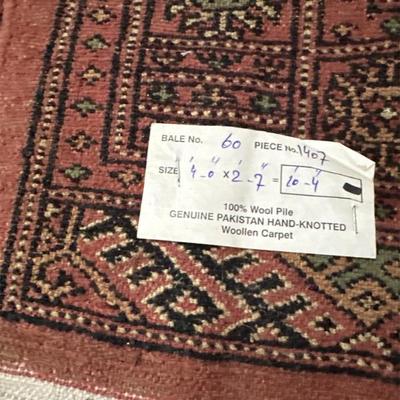 BALE No. 60 PIECE No. 1407
SIZE 4'-0" x 2'-7" = 10-4"
100% Wool Pile
GENUINE PAKISTAN HAND-KNOTTED
Woollen Carpet